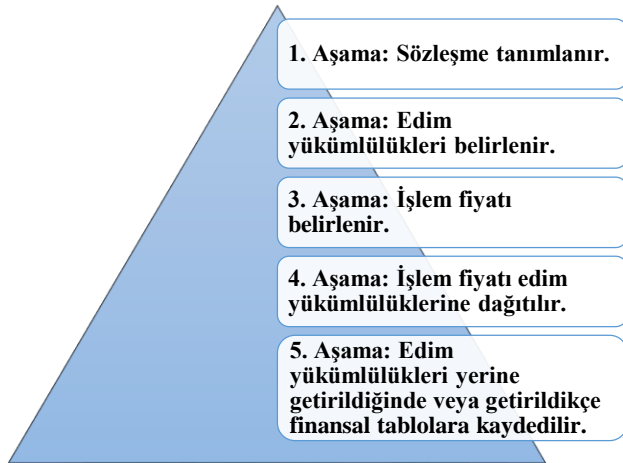 1. Aşama: Sözleşme tanımlanır.
2. Aşama: Edim
yükümlülükleri belirlenir.
3. Aşama: İşlem fiyatı
belirlenir.
4. Aşama: İşlem fiyatı edim
yükümlülüklerine dağıtılır.
5. Aşama: Edim
yükümlülükleri yerine
getirildiğinde veya getirildikçe
finansal tablolara kaydedilir.